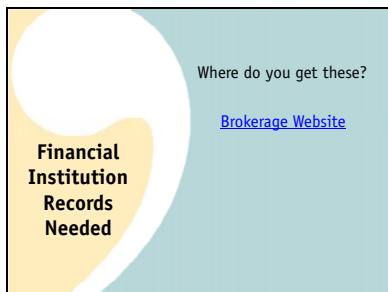 Where do you get these?
Brokerage Website
Financial
Institution
Records
Needed